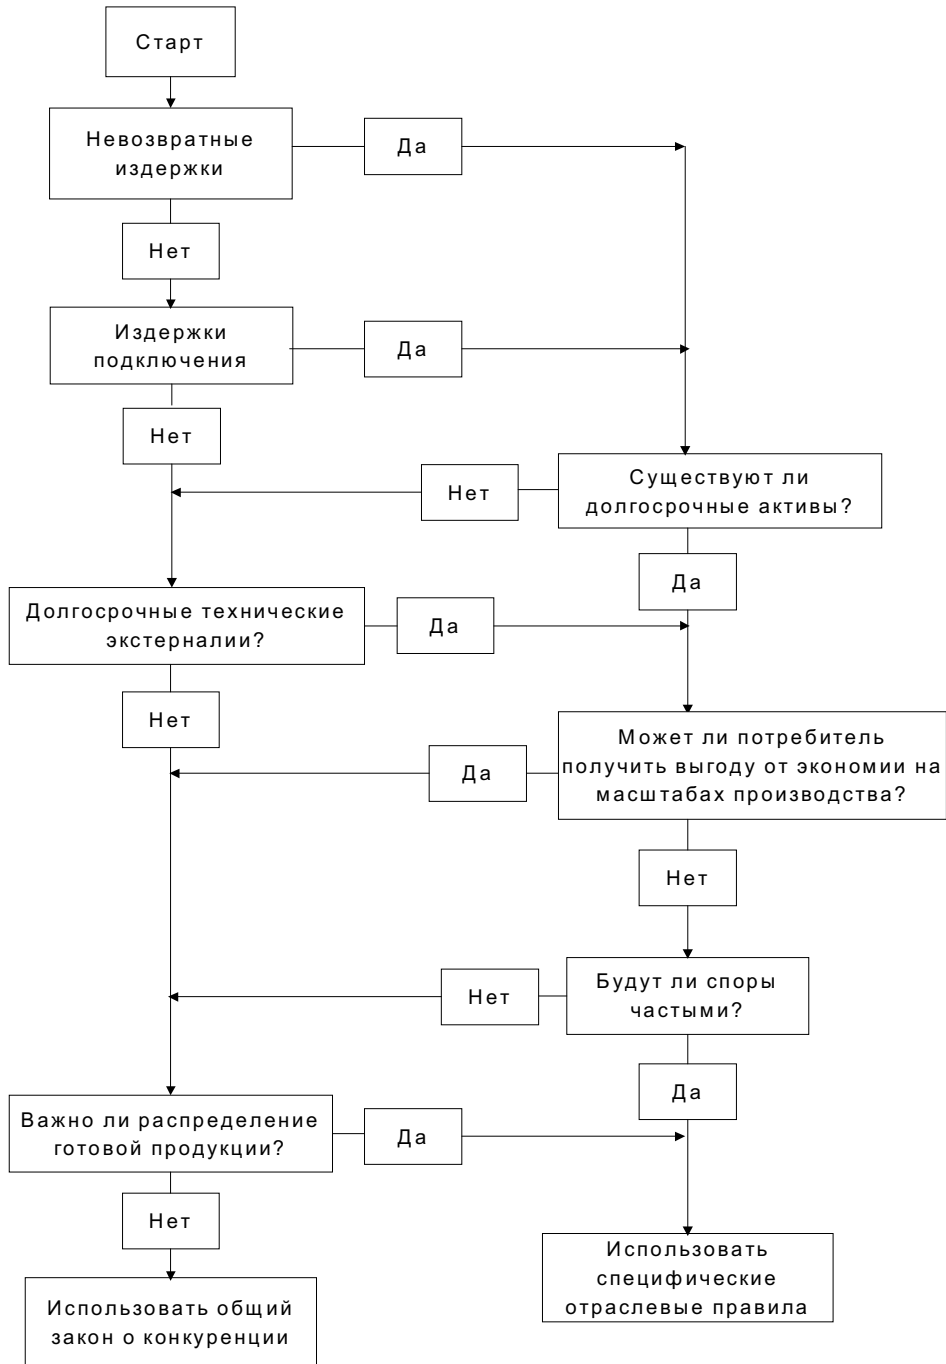 Старт
Невозвратные
издержки
Да
Нет
Издержки
подключения
Да
Нет
Нет
Существуют ли
долгосрочные активы?
Да
Долгосрочные технические
экстерналии?
Да
Нет
Да
Может ли потребитель
получить выгоду от экономии на
масштабах производства?
Нет
Нет
Будут ли споры
частыми?
Да
Важно ли распределение
готовой продукции?
Да
Нет
Использовать
специфические
отраслевые правила
Использовать общий
закон о конкуренции